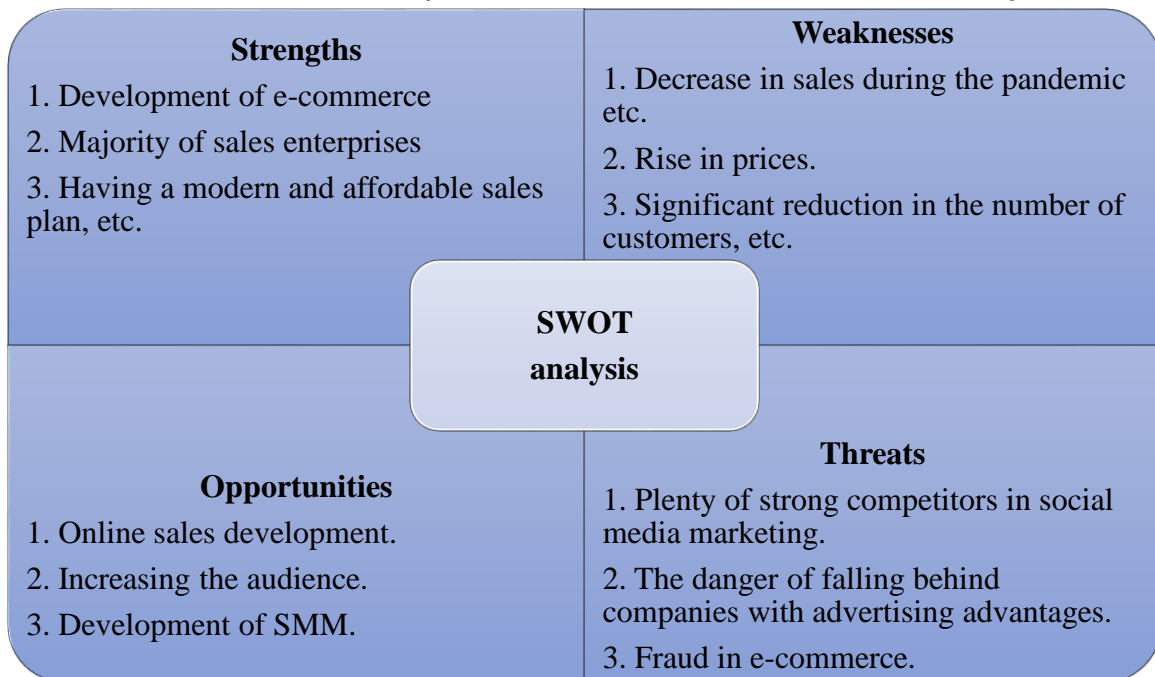 Strengths
1. Development of e-commerce
2. Majority of sales enterprises
3. Having a modern and affordable sales
plan, etc.
Weaknesses
1. Decrease in sales during the pandemic
etc.
2. Rise in prices.
3. Significant reduction in the number of
customers, etc.
SWOT
analysis
Opportunities
1. Online sales development.
2. Increasing the audience.
3. Development of SMM.
Threats
1. Plenty of strong competitors in social
media marketing.
2. The danger of falling behind
companies with advertising advantages.
3. Fraud in e-commerce.